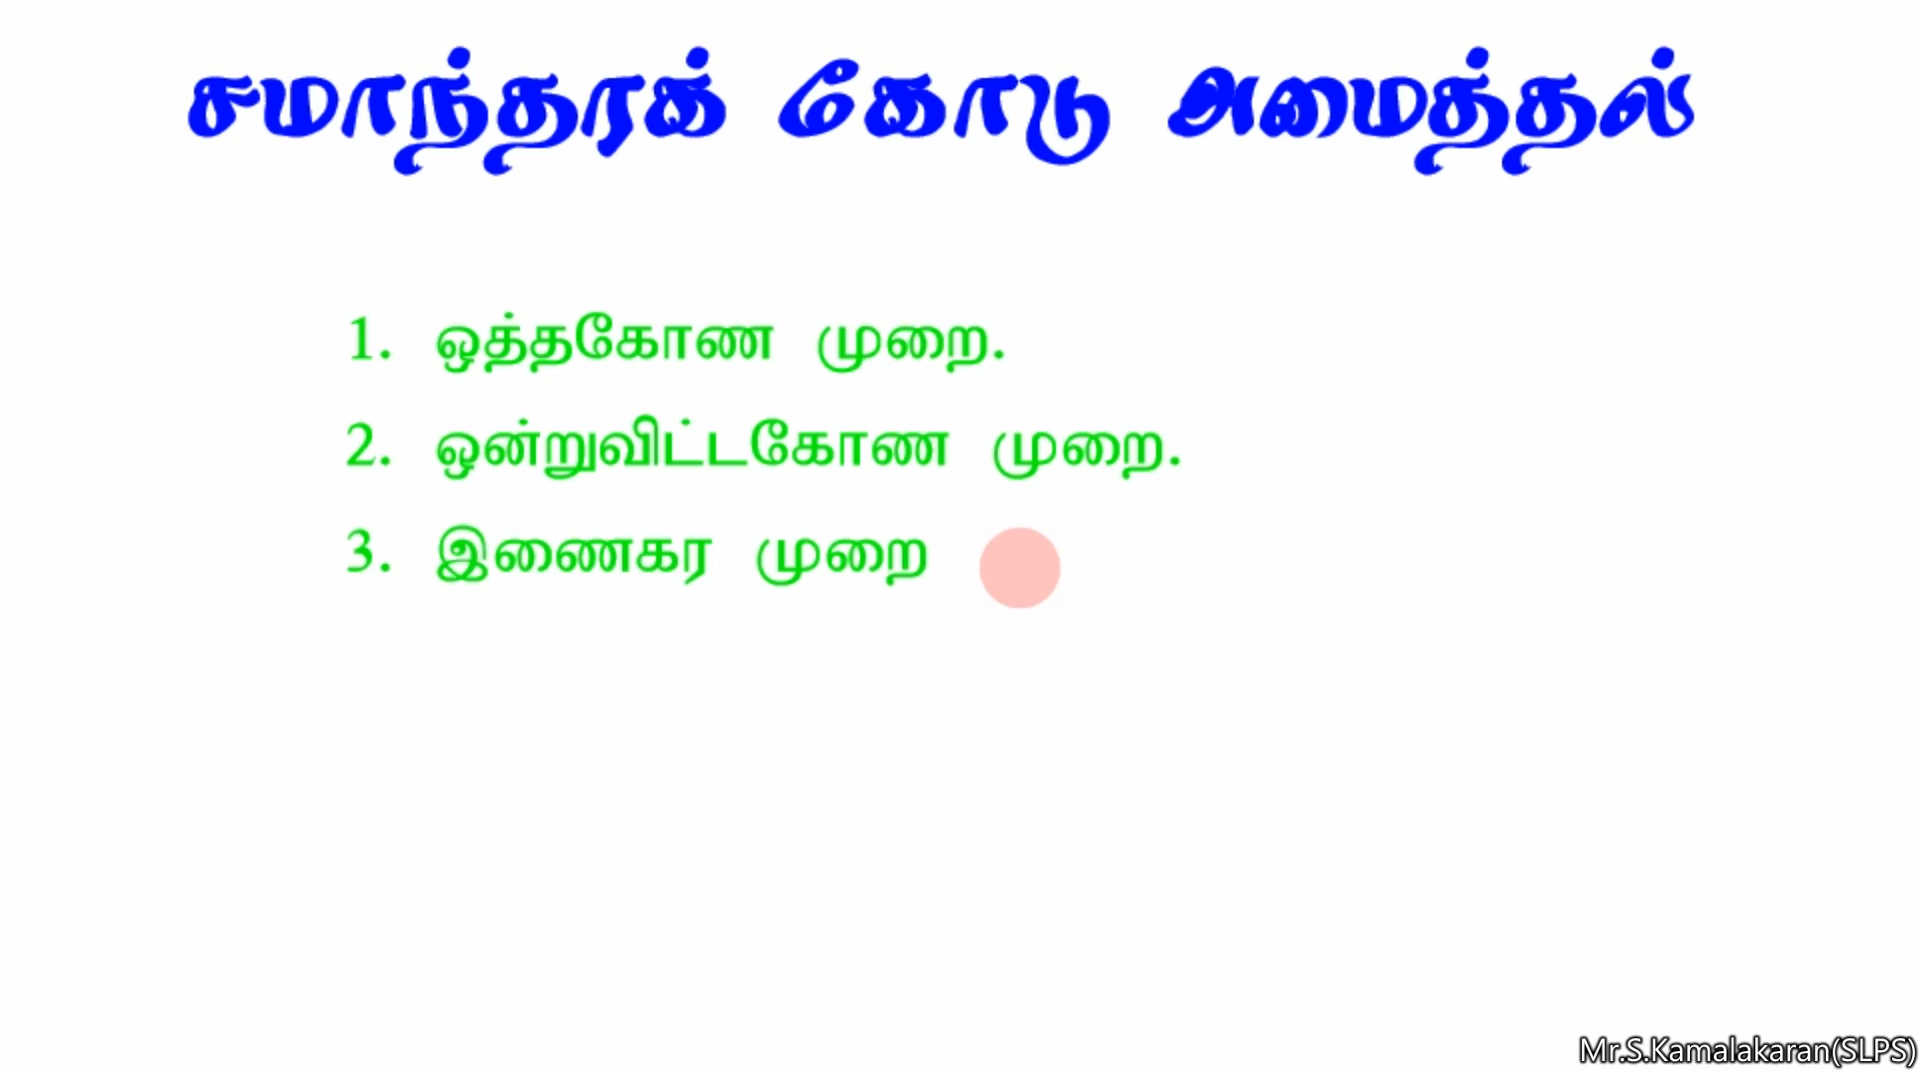 சமாந்தரக் கோடு அமைத்தல்
1. ஒத்தகோண முறை.
2. ஒன்றுவிட்டகோண முறை.
3. இணைகர முறை
Mr.S.Kamalakaran(SLPS)